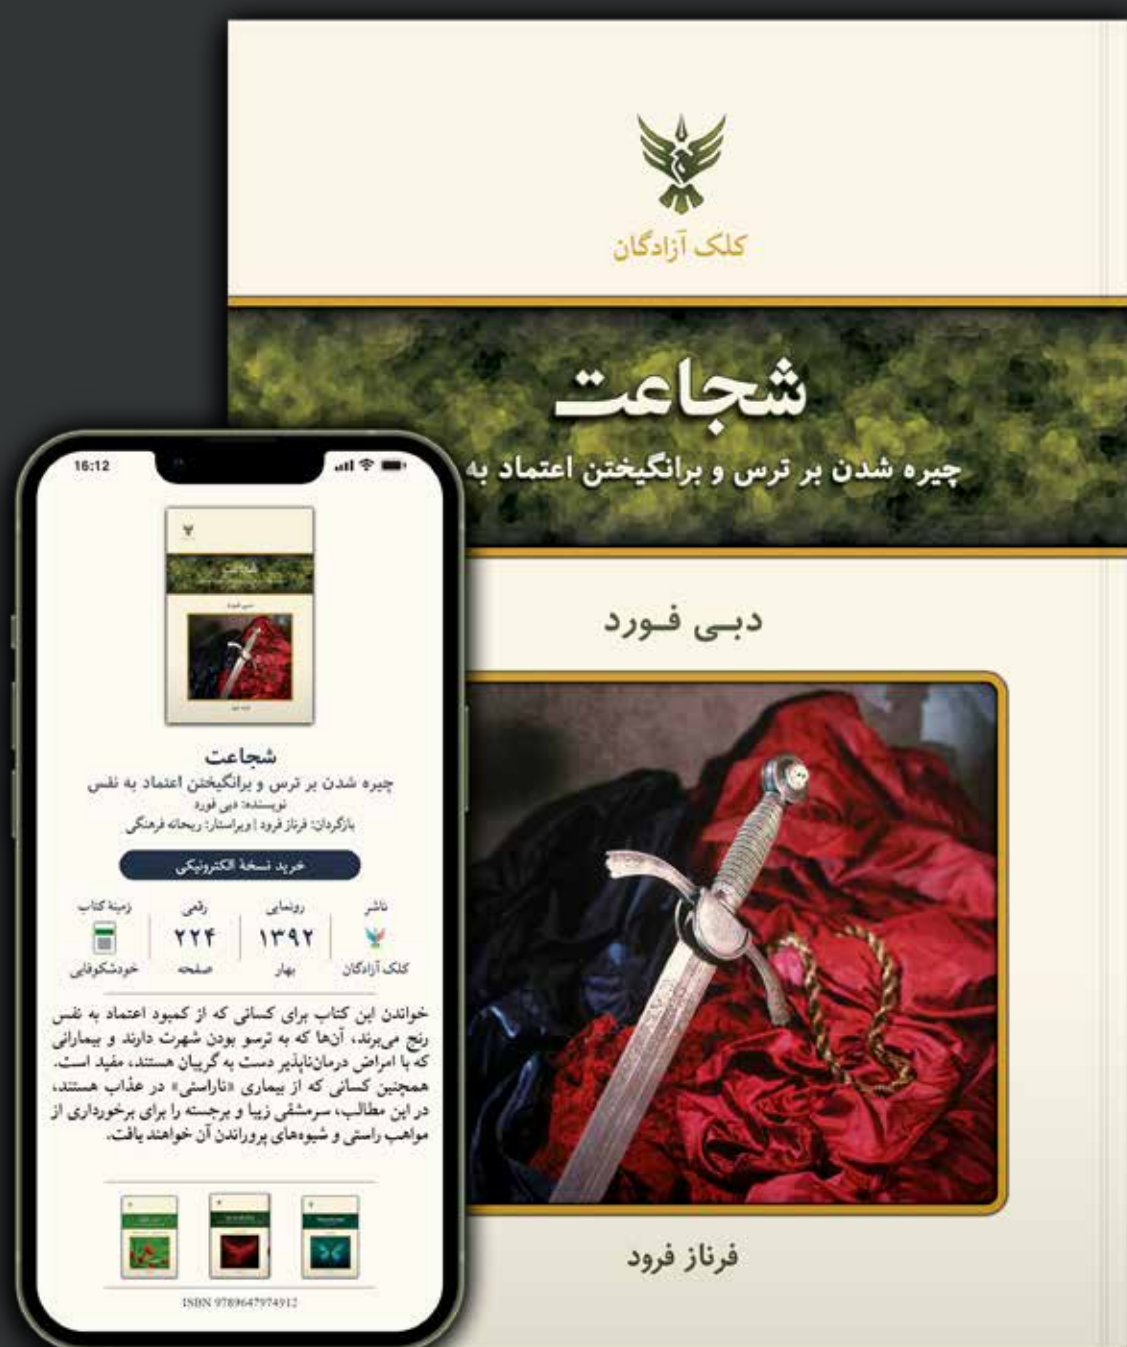 کلک آزادگان
شجاعت
چیره شدن بر ترس و برانگیختن اعتماد به
دبـی فـورد
فرناز فرود
16:12
شجاعت
دبی فورد
شجاعت
چیره شدن بر ترس و برانگیختن اعتماد به نفس
نویسنده: دبی فورد
بازگردان: فرناز فرود | ویراستار: ریحانه فرهنگی
خرید نسخهٔ الکترونیکی
ناشر رونمایی رقعی زمینهٔ کتاب
۱۳۹۲ ۲۲۴
کلک آزادگان بهار صفحه خودشکوفایی
خواندن این کتاب برای کسانی که از کمبود اعتماد به نفس
رنج می‌برند، آن‌ها که به ترسو بودن شهرت دارند و بیمارانی
که با امراض درمان‌ناپذیر دست به گریبان هستند، مفید است.
همچنین کسانی که از بیماری «ناراستی» در عذاب هستند،
در این مطالب، سرمشقی زیبا و برجسته را برای برخورداری از
مواهب راستی و شیوه‌های پروراندن آن خواهند یافت.
ISBN 9789647974912